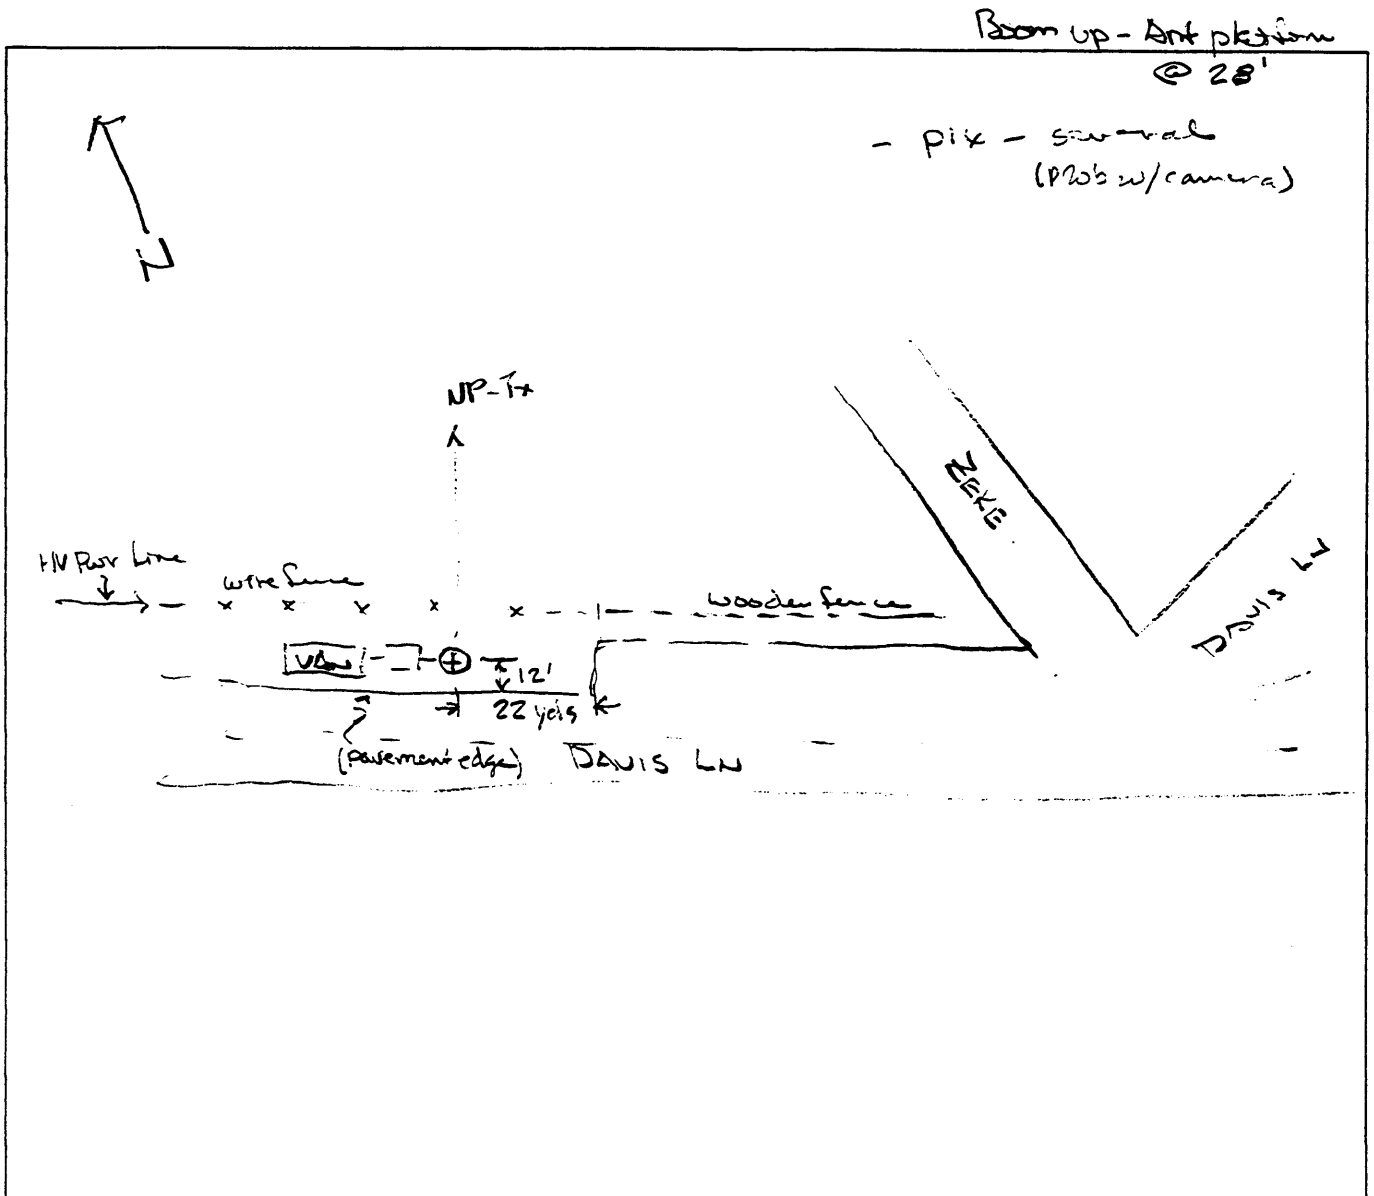 Boom up - Ant platform
@ 28'
- pix - several
(Prob w/camera)
N
NP-Tx
ZEKE
DAVIS LN
HV Pwr Line
wire fence
wooden fence
VAN
12'
22 yds
(pavement edge)
DAVIS LN